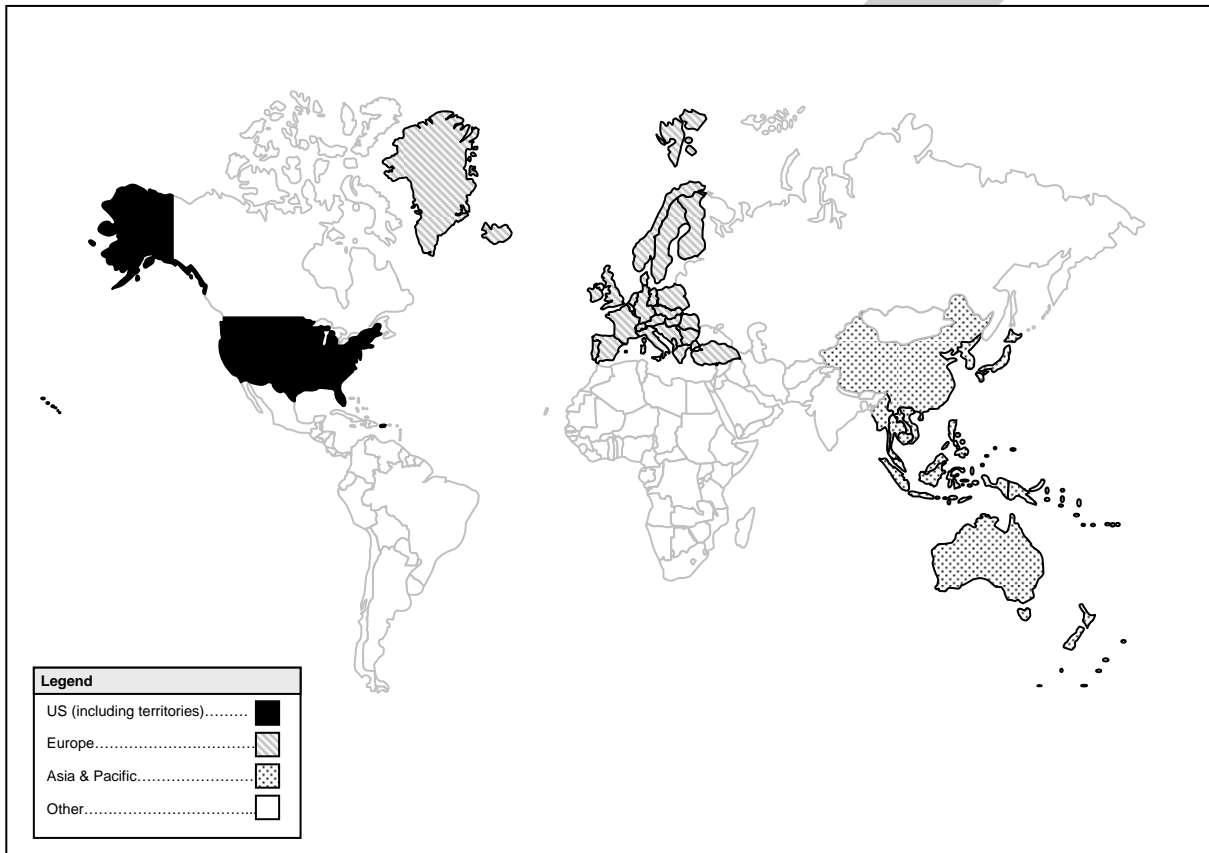 Legend
US (including territories).........
Europe.................................
Asia & Pacific........................
Other...................................